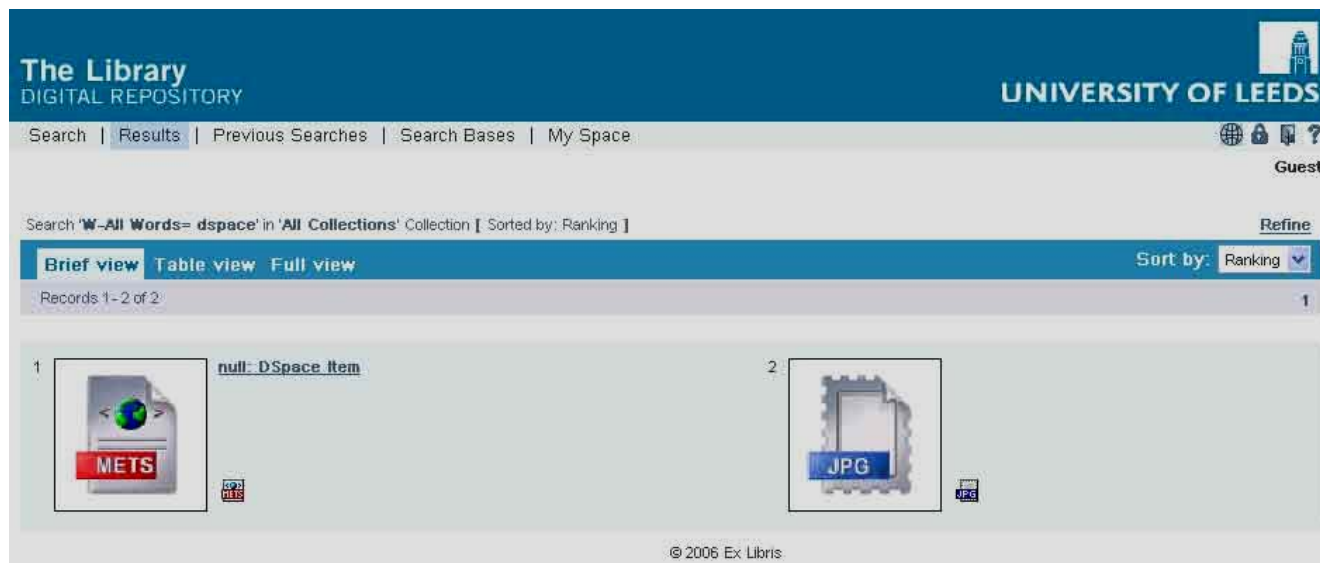 The Library
DIGITAL REPOSITORY
UNIVERSITY OF LEEDS
Search | Results | Previous Searches | Search Bases | My Space
?
Guest
Search 'W-All Words= dspace' in 'All Collections' Collection [ Sorted by: Ranking ]
Refine
Brief view Table view Full view
Sort by: Ranking
Records 1 - 2 of 2
1
1
null: DSpace Item
< >
METS
METS
2
JPG
JPG
© 2006 Ex Libris